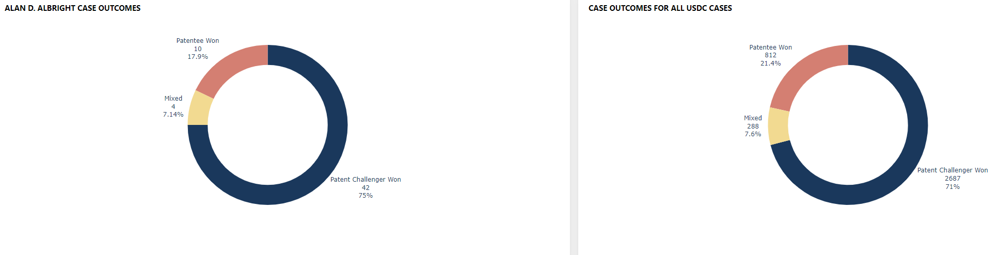 ALAN D. ALBRIGHT CASE OUTCOMES
Patentee Won
10
17.9%
Mixed
4
7.14%
Patent Challenger Won
42
75%
CASE OUTCOMES FOR ALL USDC CASES
Patentee Won
812
21.4%
Mixed
288
7.6%
Patent Challenger Won
2687
71%